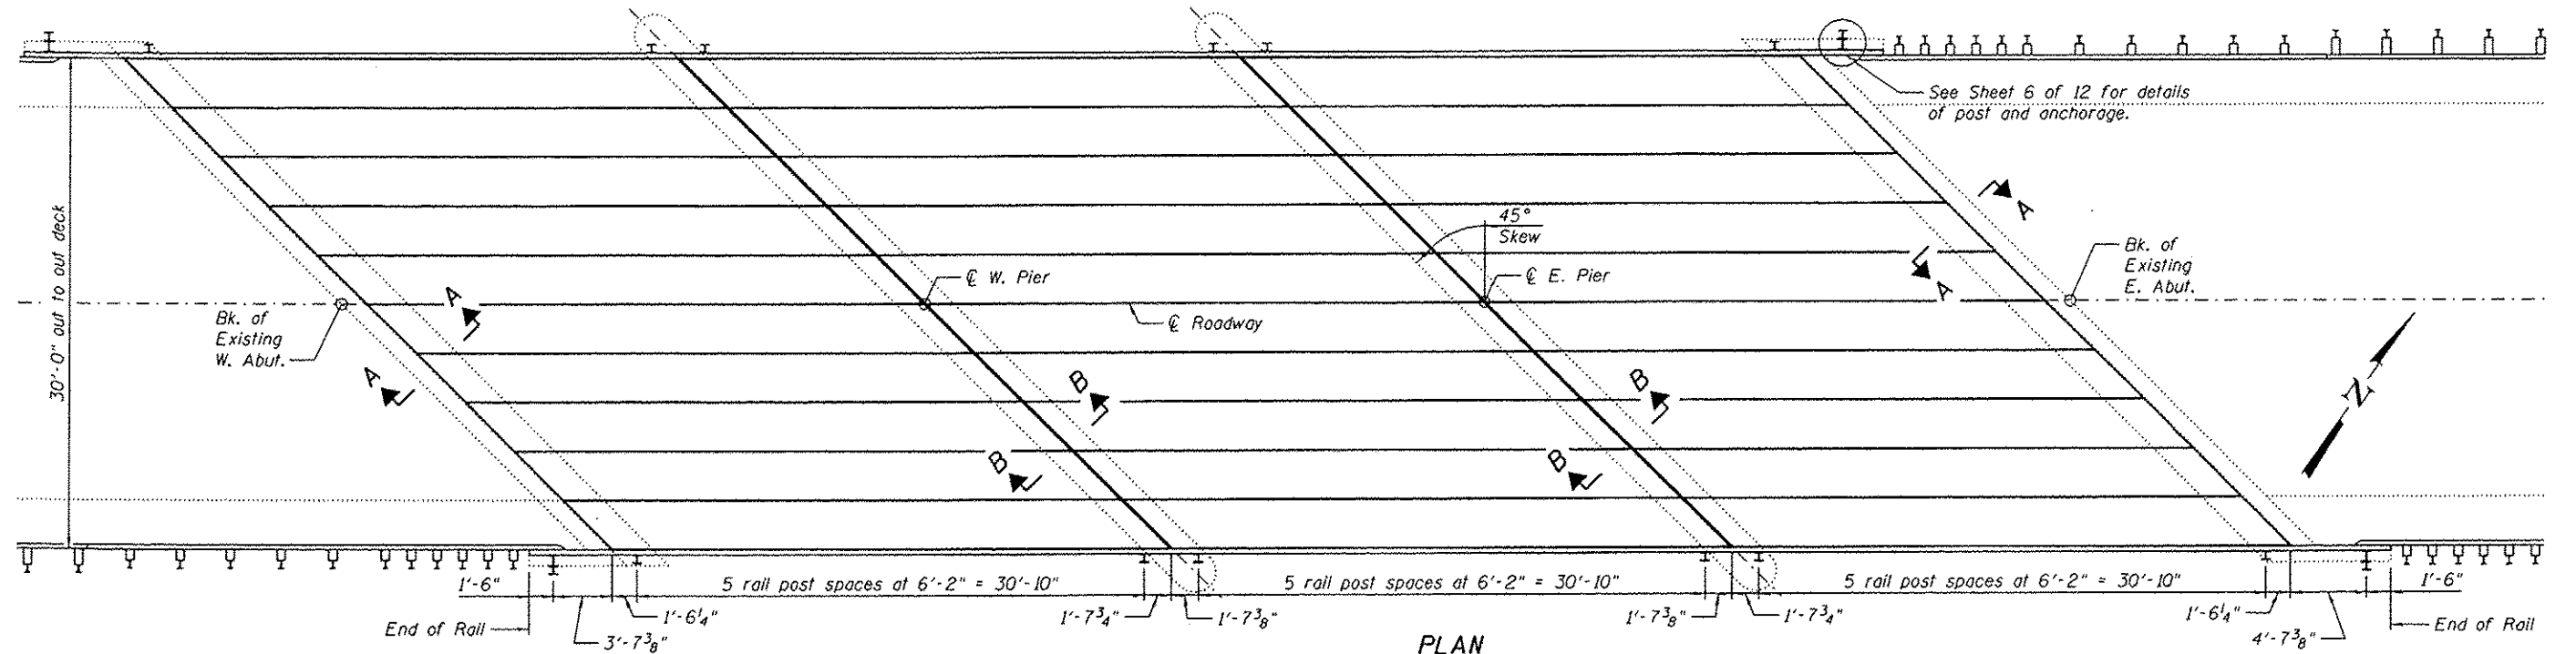 See Sheet 6 of 12 for details
of post and anchorage.
30'-0" out to out deck
45°
Skew
A
A
Bk. of
Existing
E. Abut.
℄ W. Pier
℄ E. Pier
A
℄ Roadway
Bk. of
Existing
W. Abut.
A
B
B
N
B
B
1'-6"
5 rail post spaces at 6'-2" = 30'-10"
5 rail post spaces at 6'-2" = 30'-10"
5 rail post spaces at 6'-2" = 30'-10"
1'-6"
1'-6¼"
1'-7¾"
1'-7⅜"
1'-7⅜"
1'-7¾"
1'-6¼"
End of Rail
3'-7⅜"
4'-7⅜"
End of Rail
PLAN